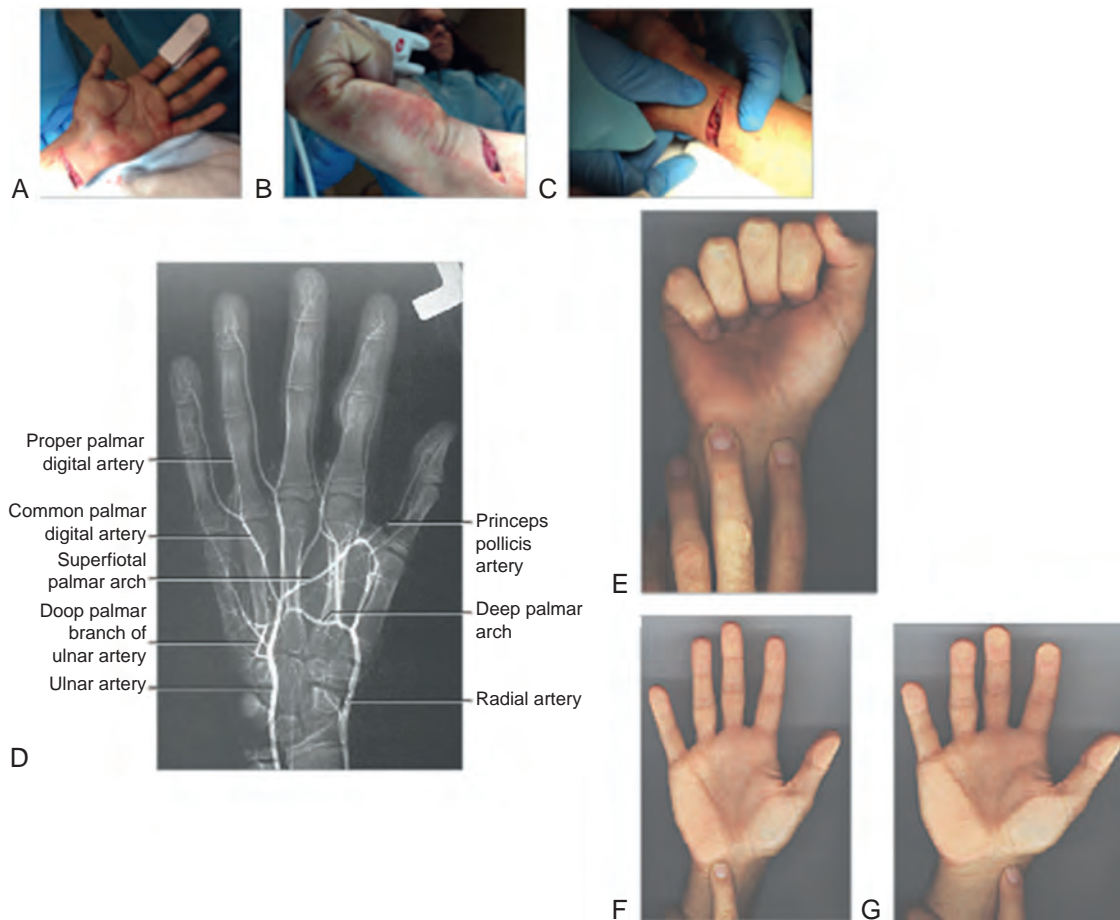 A
B
C
Proper palmar
digital artery
Common palmar
digital artery
Superfiotal
palmar arch
Doop palmar
branch of
ulnar artery
Ulnar artery
Princeps
pollicis
artery
Deep palmar
arch
Radial artery
D
E
F
G